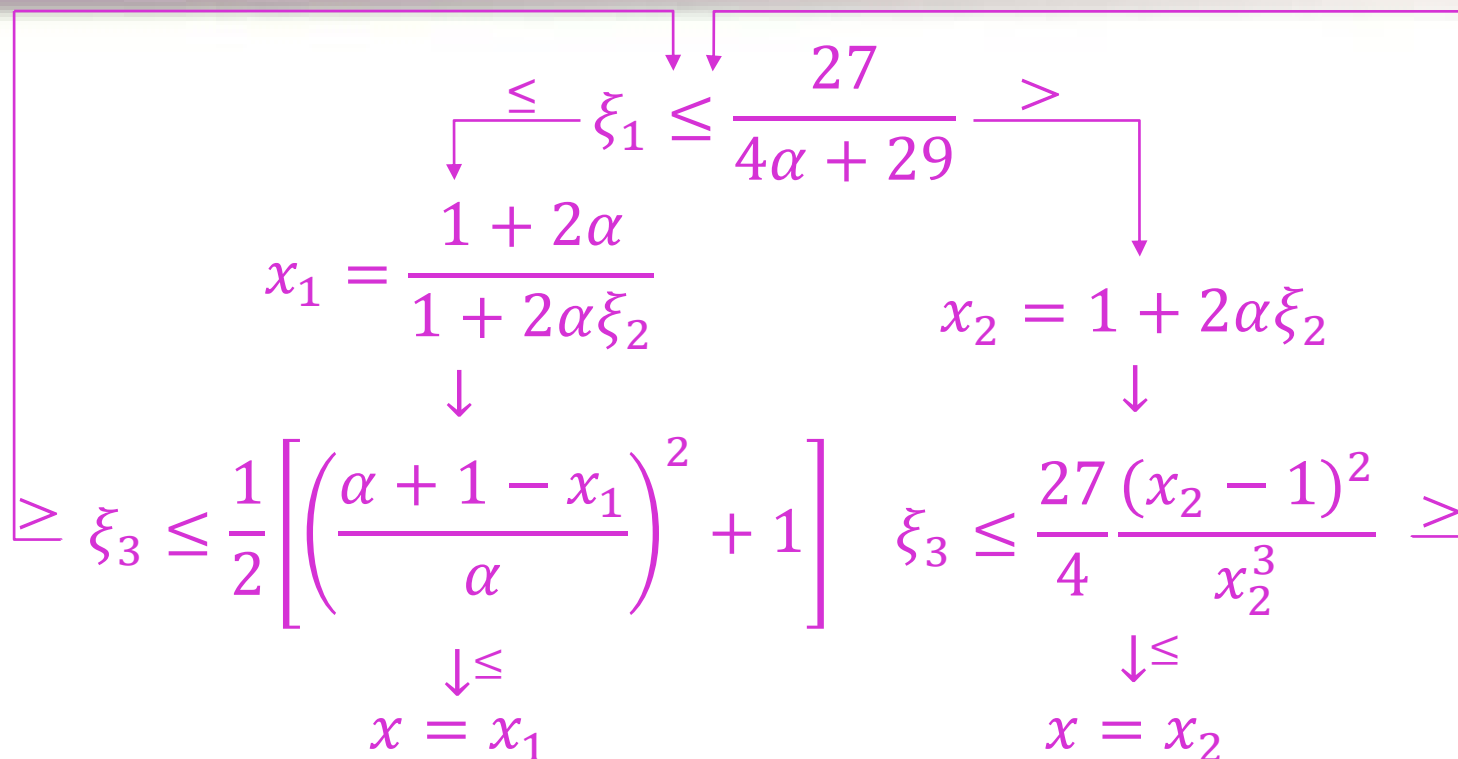 ≤ ξ₁ ≤ 27/(4α + 29) >
x₁ = (1 + 2α)/(1 + 2αξ₂)
x₂ = 1 + 2αξ₂
↓ ↓
≥ ξ₃ ≤ 1/2 [((α + 1 − x₁)/α)² + 1]
ξ₃ ≤ 27/4 (x₂ − 1)²/x₂³ ≥
↓≤ ↓≤
x = x₁
x = x₂